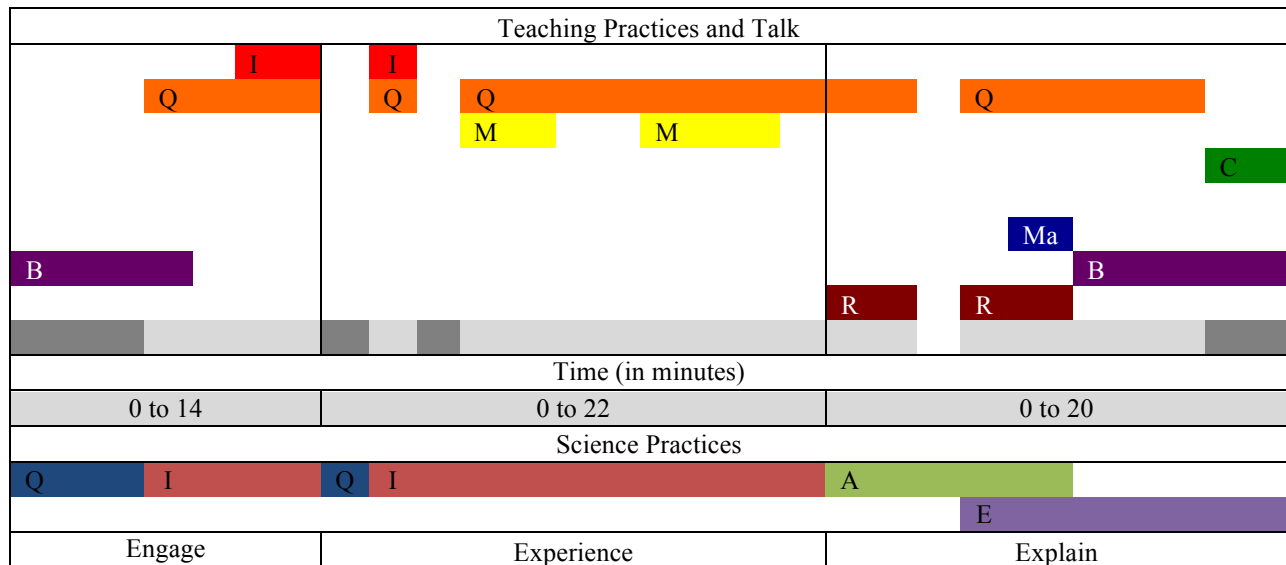 Teaching Practices and Talk
I I
Q Q Q Q
M M
C
Ma
B B
R R
Time (in minutes)
0 to 14 0 to 22 0 to 20
Science Practices
Q I Q I A
E
Engage Experience Explain